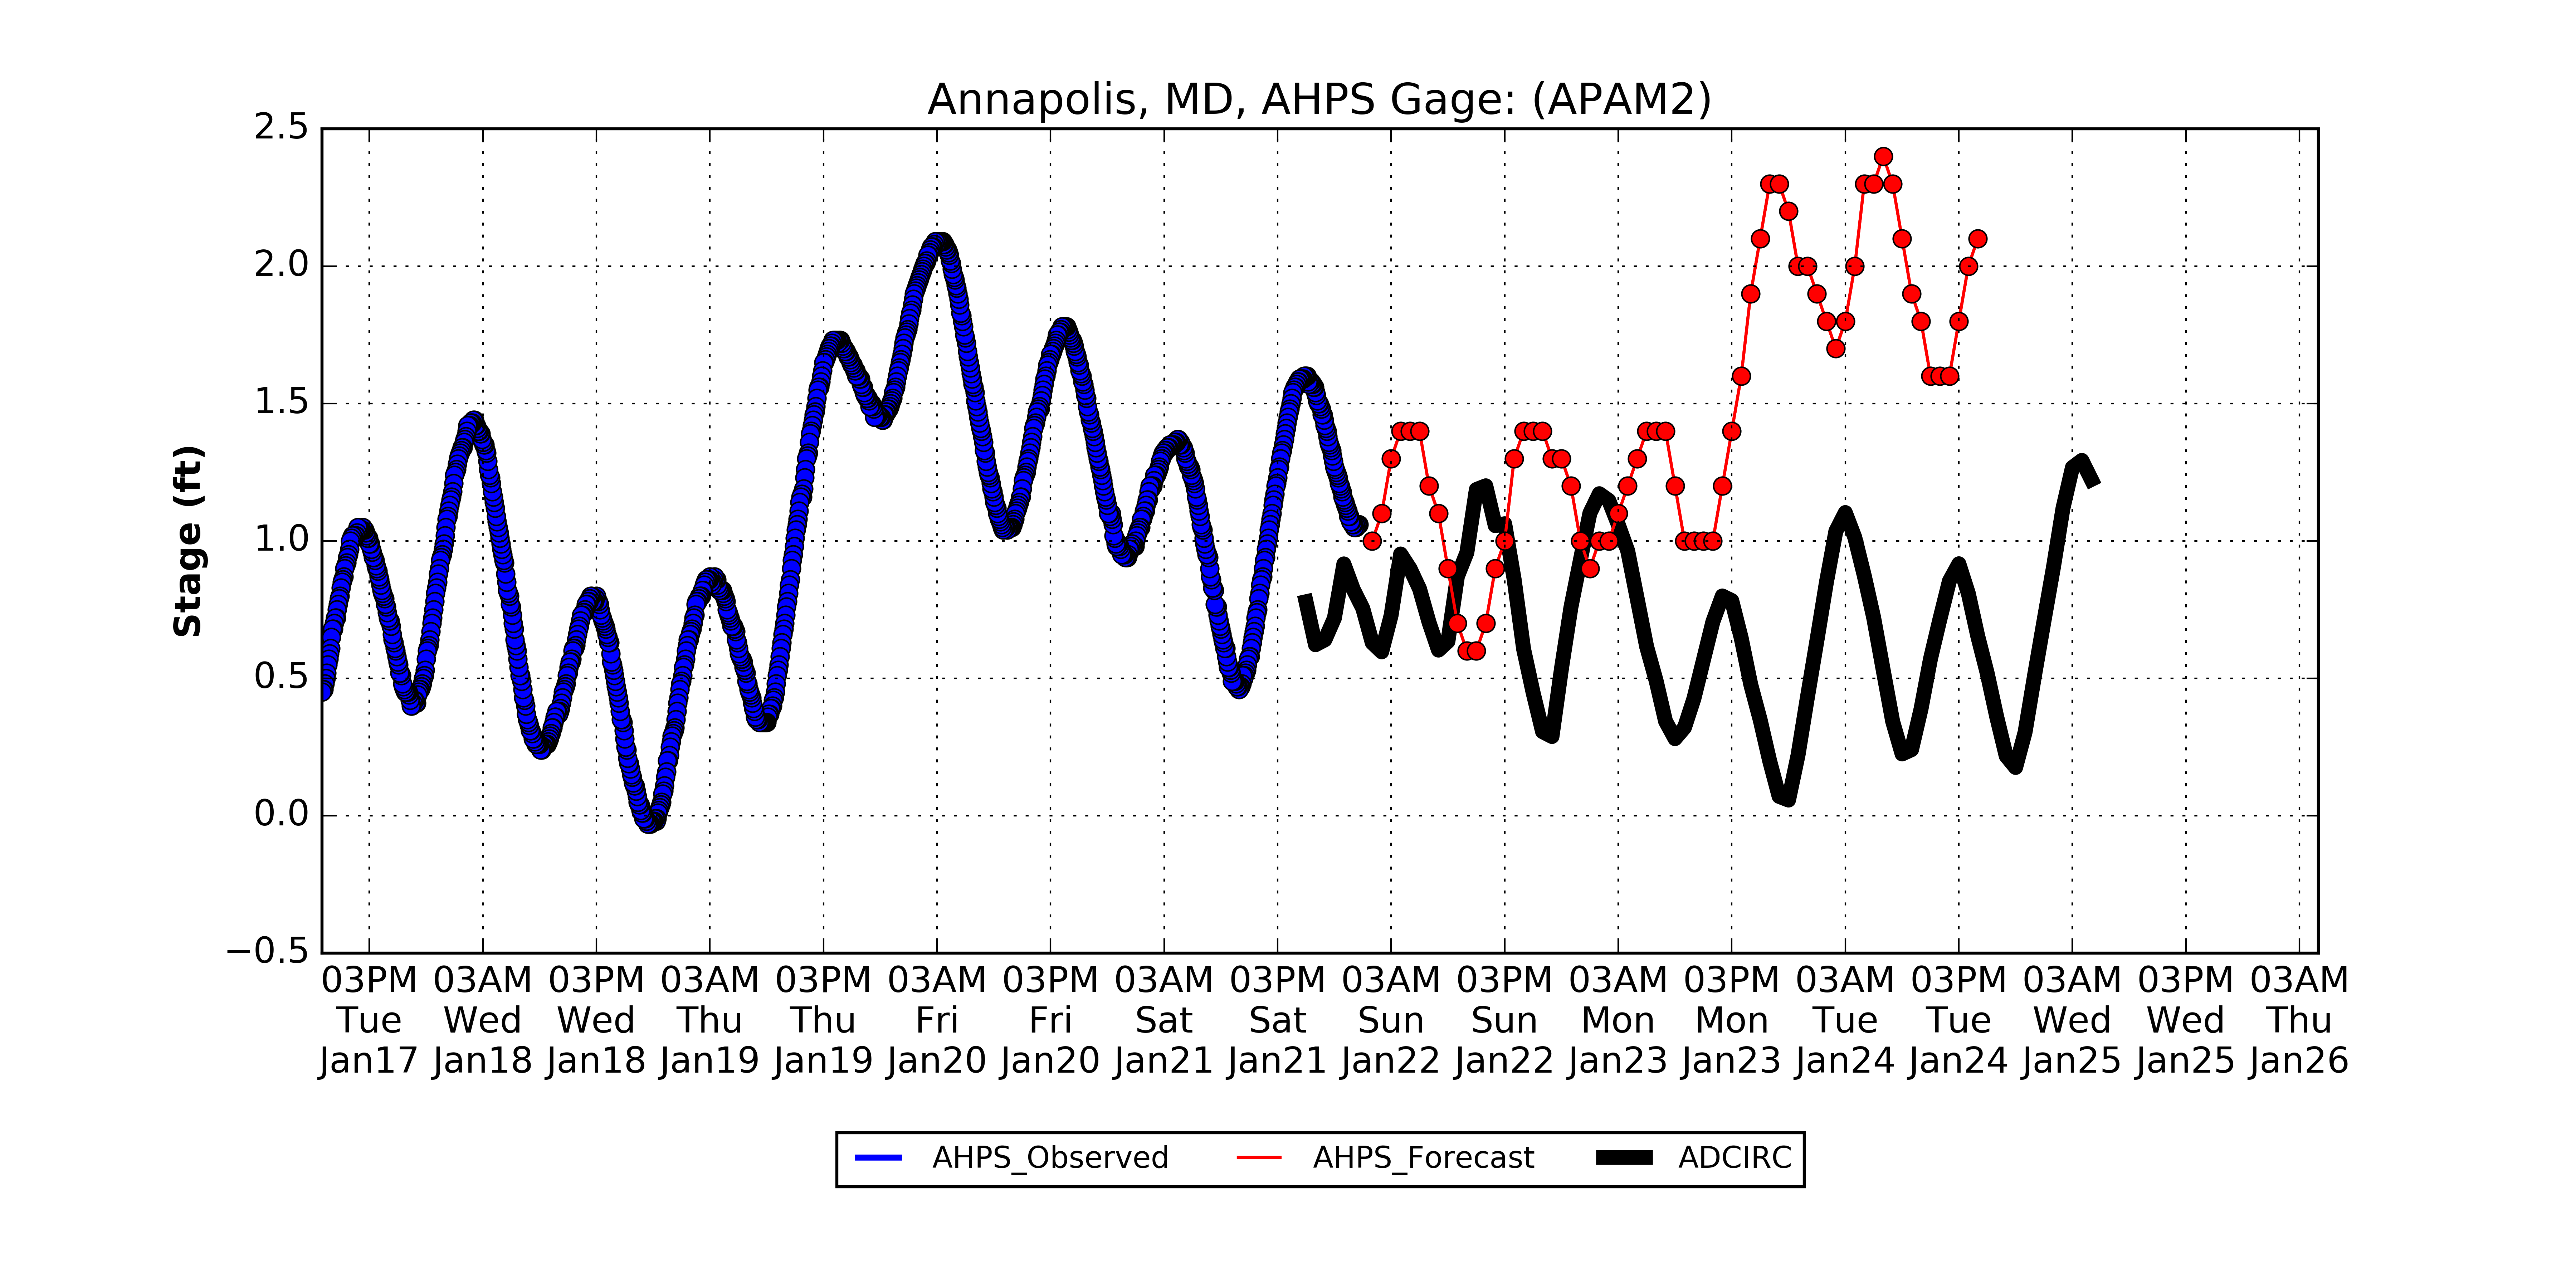 Annapolis, MD, AHPS Gage: (APAM2)
2.5
2.0
1.5
1.0
0.5
0.0
−0.5
Stage (ft)
03PM 03AM 03PM 03AM 03PM 03AM 03PM 03AM 03PM 03AM 03PM 03AM 03PM 03AM 03PM 03AM 03PM 03AM
Tue Wed Wed Thu Thu Fri Fri Sat Sat Sun Sun Mon Mon Tue Tue Wed Wed Thu
Jan17 Jan18 Jan18 Jan19 Jan19 Jan20 Jan20 Jan21 Jan21 Jan22 Jan22 Jan23 Jan23 Jan24 Jan24 Jan25 Jan25 Jan26
AHPS_Observed AHPS_Forecast ADCIRC